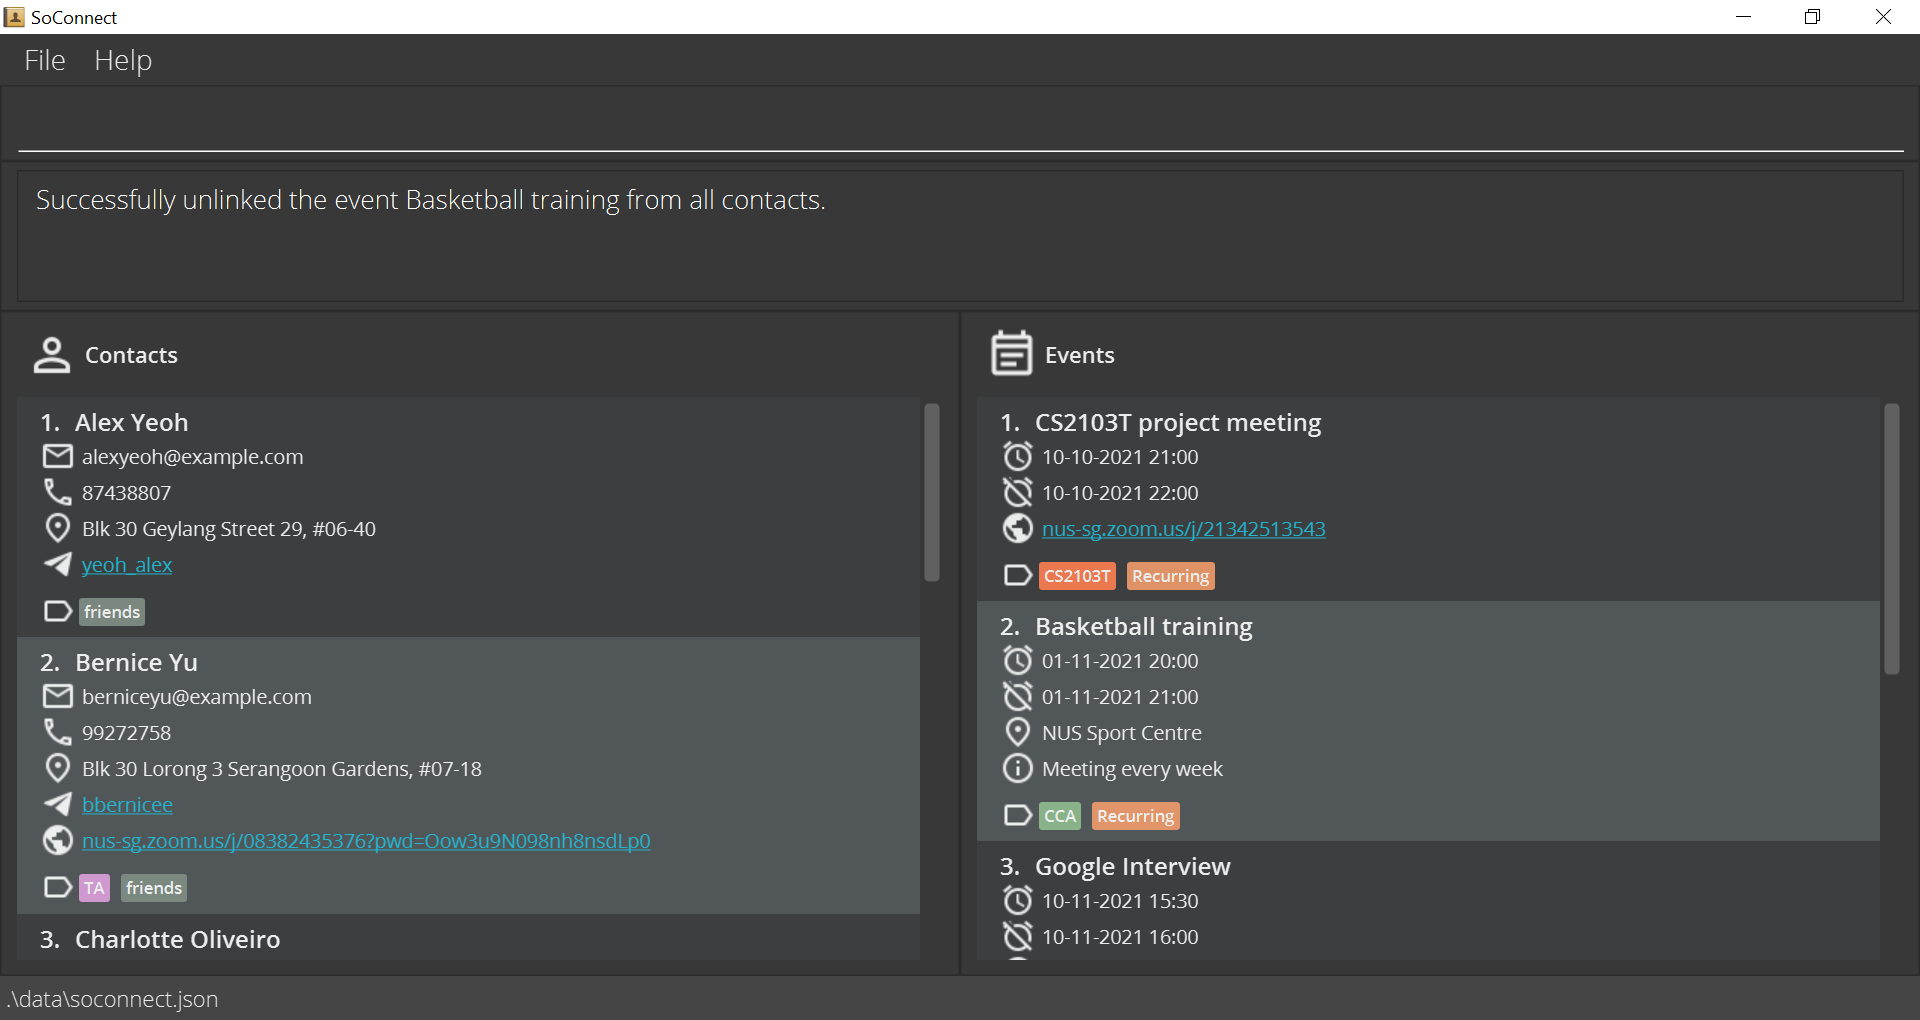 SoConnect
File Help
Successfully unlinked the event Basketball training from all contacts.
Contacts
1. Alex Yeoh
alexyeoh@example.com
87438807
Blk 30 Geylang Street 29, #06-40
yeoh_alex
friends
2. Bernice Yu
berniceyu@example.com
99272758
Blk 30 Lorong 3 Serangoon Gardens, #07-18
bbernicee
nus-sg.zoom.us/j/08382435376?pwd=Oow3u9N098nh8nsdLp0
TA friends
3. Charlotte Oliveiro
Events
1. CS2103T project meeting
10-10-2021 21:00
10-10-2021 22:00
nus-sg.zoom.us/j/21342513543
CS2103T Recurring
2. Basketball training
01-11-2021 20:00
01-11-2021 21:00
NUS Sport Centre
Meeting every week
CCA Recurring
3. Google Interview
10-11-2021 15:30
10-11-2021 16:00
.\data\soconnect.json